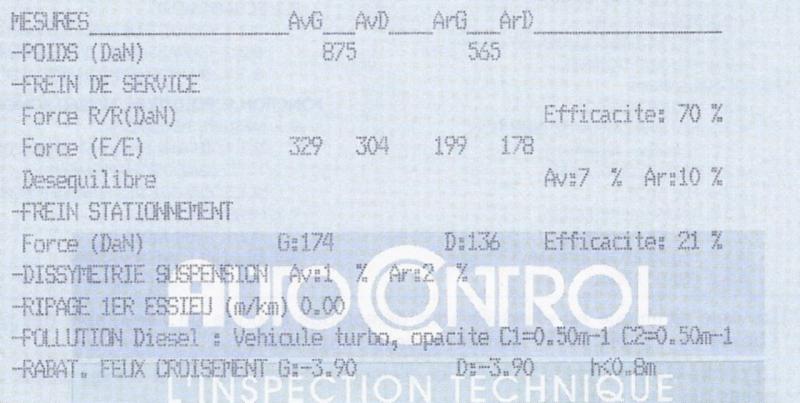 MESURES AvG AvD ArG ArD
-POIDS (DaN) 875 565
-FREIN DE SERVICE
Force R/R(DaN) Efficacite: 70 %
Force (E/E) 329 304 199 178
Desequilibre Av:7 % Ar:10 %
-FREIN STATIONNEMENT
Force (DaN) G:174 D:136 Efficacite: 21 %
-DISSYMETRIE SUSPENSION Av:1 % Ar:2 %
-RIPAGE 1ER ESSIEU (m/km) 0.00
-POLLUTION Diesel : Vehicule turbo, opacite C1=0.50m-1 C2=0.50m-1
-RABAT. FEUX CROISEMENT G:-3.90 D:-3.90 h<0.8m
AUTOCONTROL
L'INSPECTION TECHNIQUE